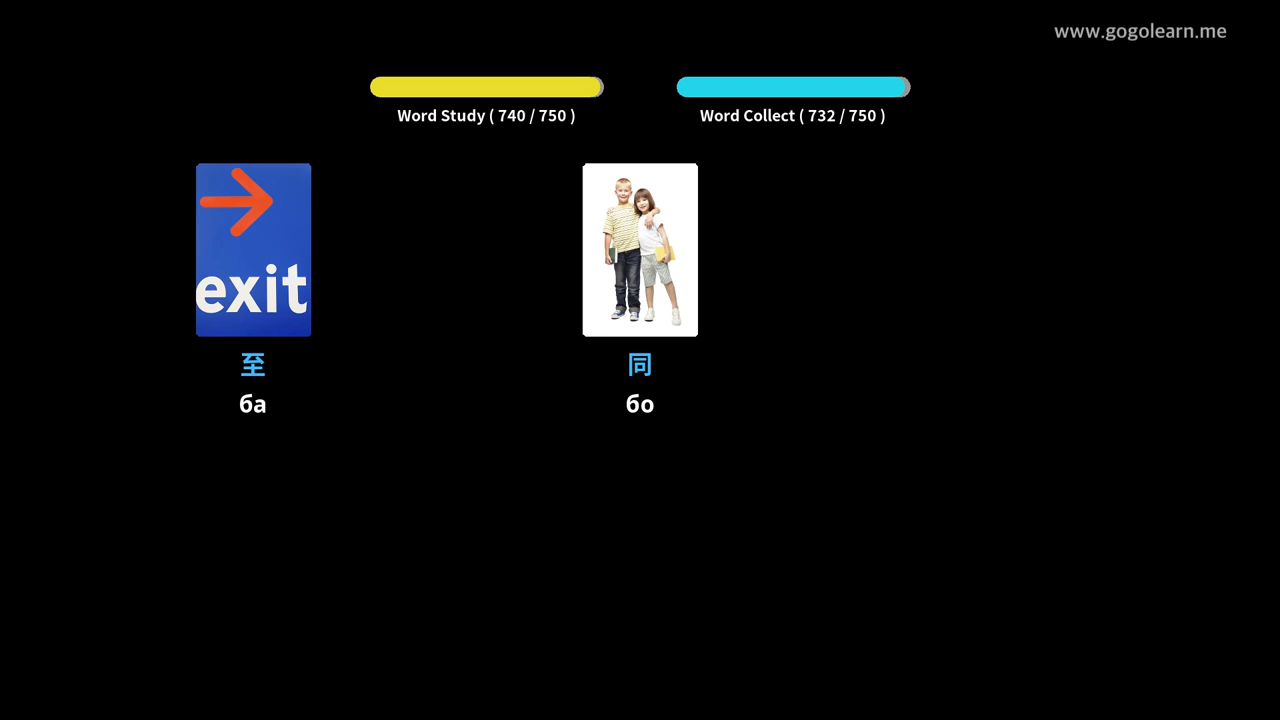 www.gogolearn.me
Word Study ( 740 / 750 )
Word Collect ( 732 / 750 )
exit
至
ба
同
бо